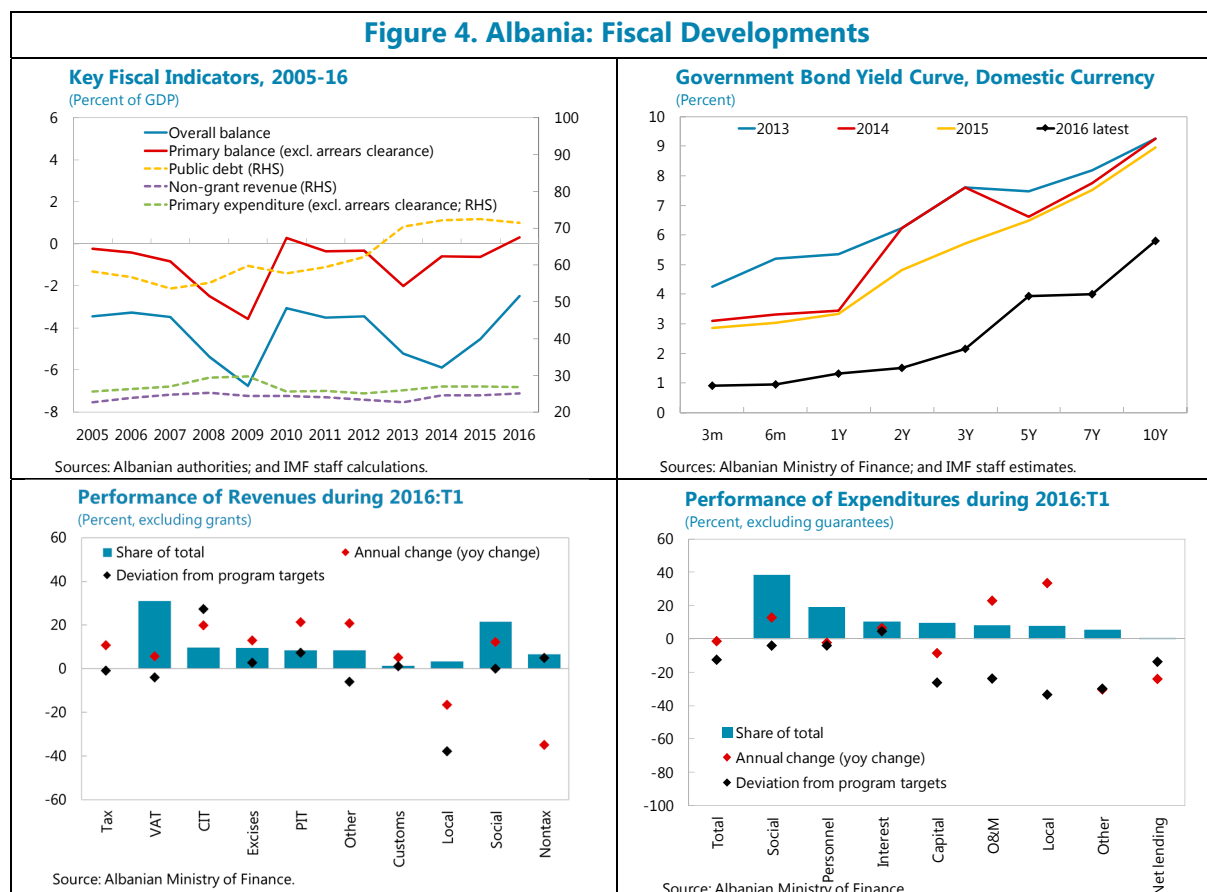 Figure 4. Albania: Fiscal Developments
Key Fiscal Indicators, 2005-16
(Percent of GDP)
6
4
2
0
-2
-4
-6
-8
100
90
80
70
60
50
40
30
20
Overall balance
Primary balance (excl. arrears clearance)
Public debt (RHS)
Non-grant revenue (RHS)
Primary expenditure (excl. arrears clearance; RHS)
2005 2006 2007 2008 2009 2010 2011 2012 2013 2014 2015 2016
Sources: Albanian authorities; and IMF staff calculations.
Government Bond Yield Curve, Domestic Currency
(Percent)
10
9
8
7
6
5
4
3
2
1
0
2013 2014 2015 2016 latest
3m 6m 1Y 2Y 3Y 5Y 7Y 10Y
Sources: Albanian Ministry of Finance; and IMF staff estimates.
Performance of Revenues during 2016:T1
(Percent, excluding grants)
60
40
20
0
-20
-40
-60
Share of total
Annual change (yoy change)
Deviation from program targets
Tax
VAT
CIT
Excises
PIT
Other
Customs
Local
Social
Nontax
Source: Albanian Ministry of Finance.
Performance of Expenditures during 2016:T1
(Percent, excluding guarantees)
60
40
20
0
-20
-40
-60
-80
-100
Share of total
Annual change (yoy change)
Deviation from program targets
Total
Social
Personnel
Interest
Capital
O&M
Local
Other
Net lending
Source: Albanian Ministry of Finance